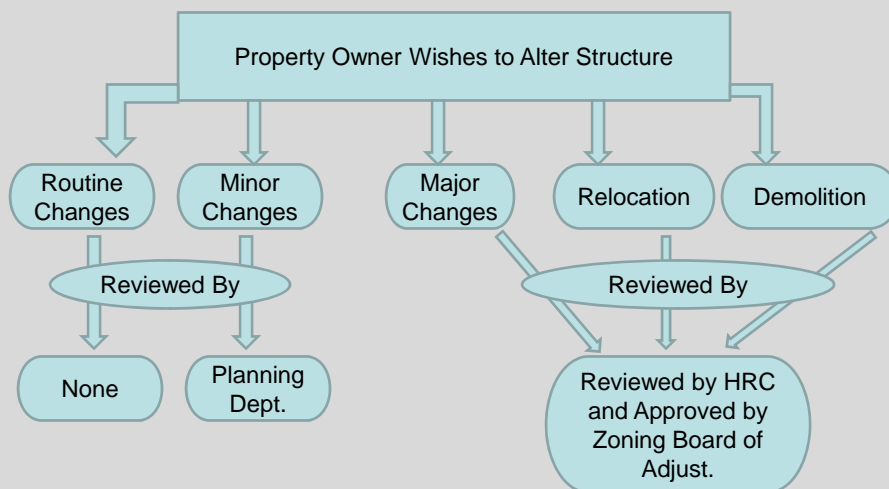 Property Owner Wishes to Alter Structure
Routine
Changes
Minor
Changes
Major
Changes
Relocation
Demolition
Reviewed By
Reviewed By
None
Planning
Dept.
Reviewed by HRC
and Approved by
Zoning Board of
Adjust.